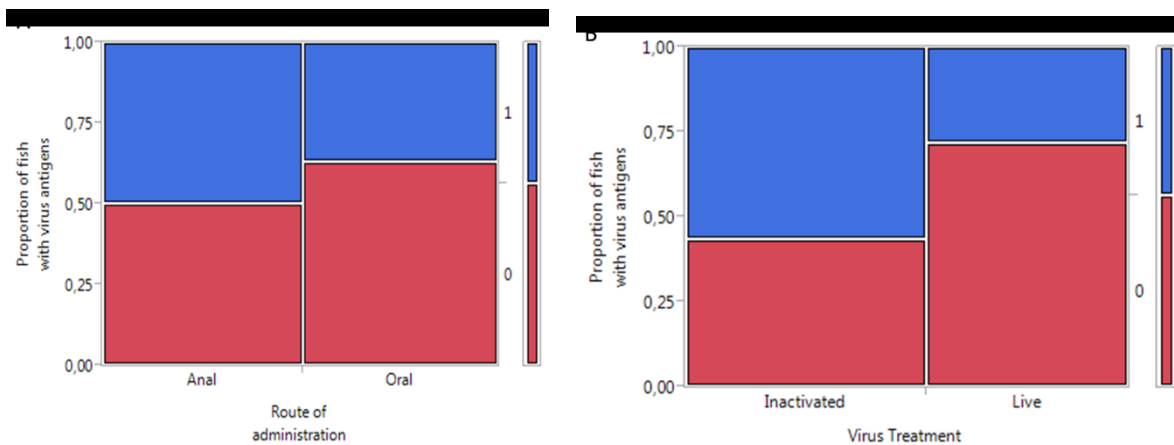 1,00
0,75
0,50
0,25
0,00
Proportion of fish
with virus antigens
1
0
Anal
Oral
Route of
administration
B
1,00
0,75
0,50
0,25
0,00
Proportion of fish
with virus antigens
1
0
Inactivated
Live
Virus Treatment